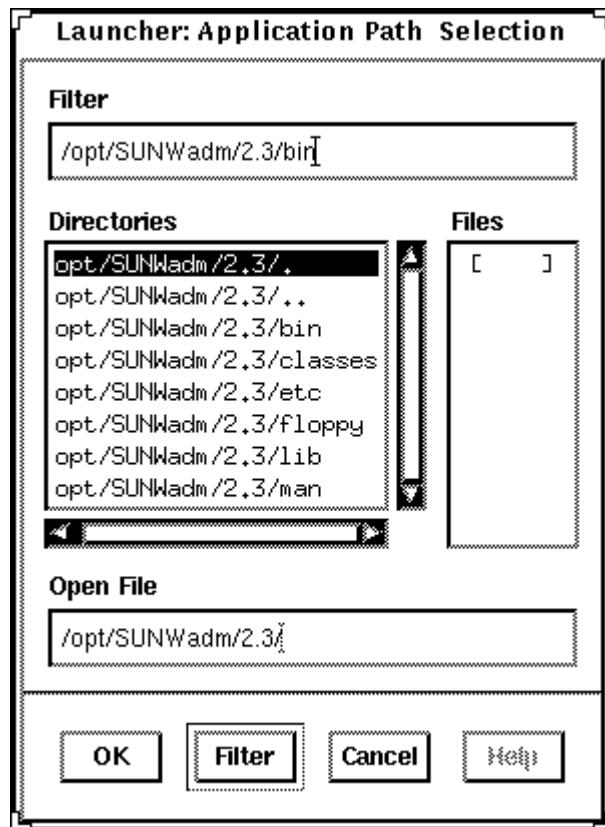 Launcher: Application Path Selection
Filter
/opt/SUNWadm/2.3/bin
Directories
Files
opt/SUNWadm/2.3/.
[ ]
opt/SUNWadm/2.3/..
opt/SUNWadm/2.3/bin
opt/SUNWadm/2.3/classes
opt/SUNWadm/2.3/etc
opt/SUNWadm/2.3/floppy
opt/SUNWadm/2.3/lib
opt/SUNWadm/2.3/man
Open File
/opt/SUNWadm/2.3/
OK
Filter
Cancel
Help